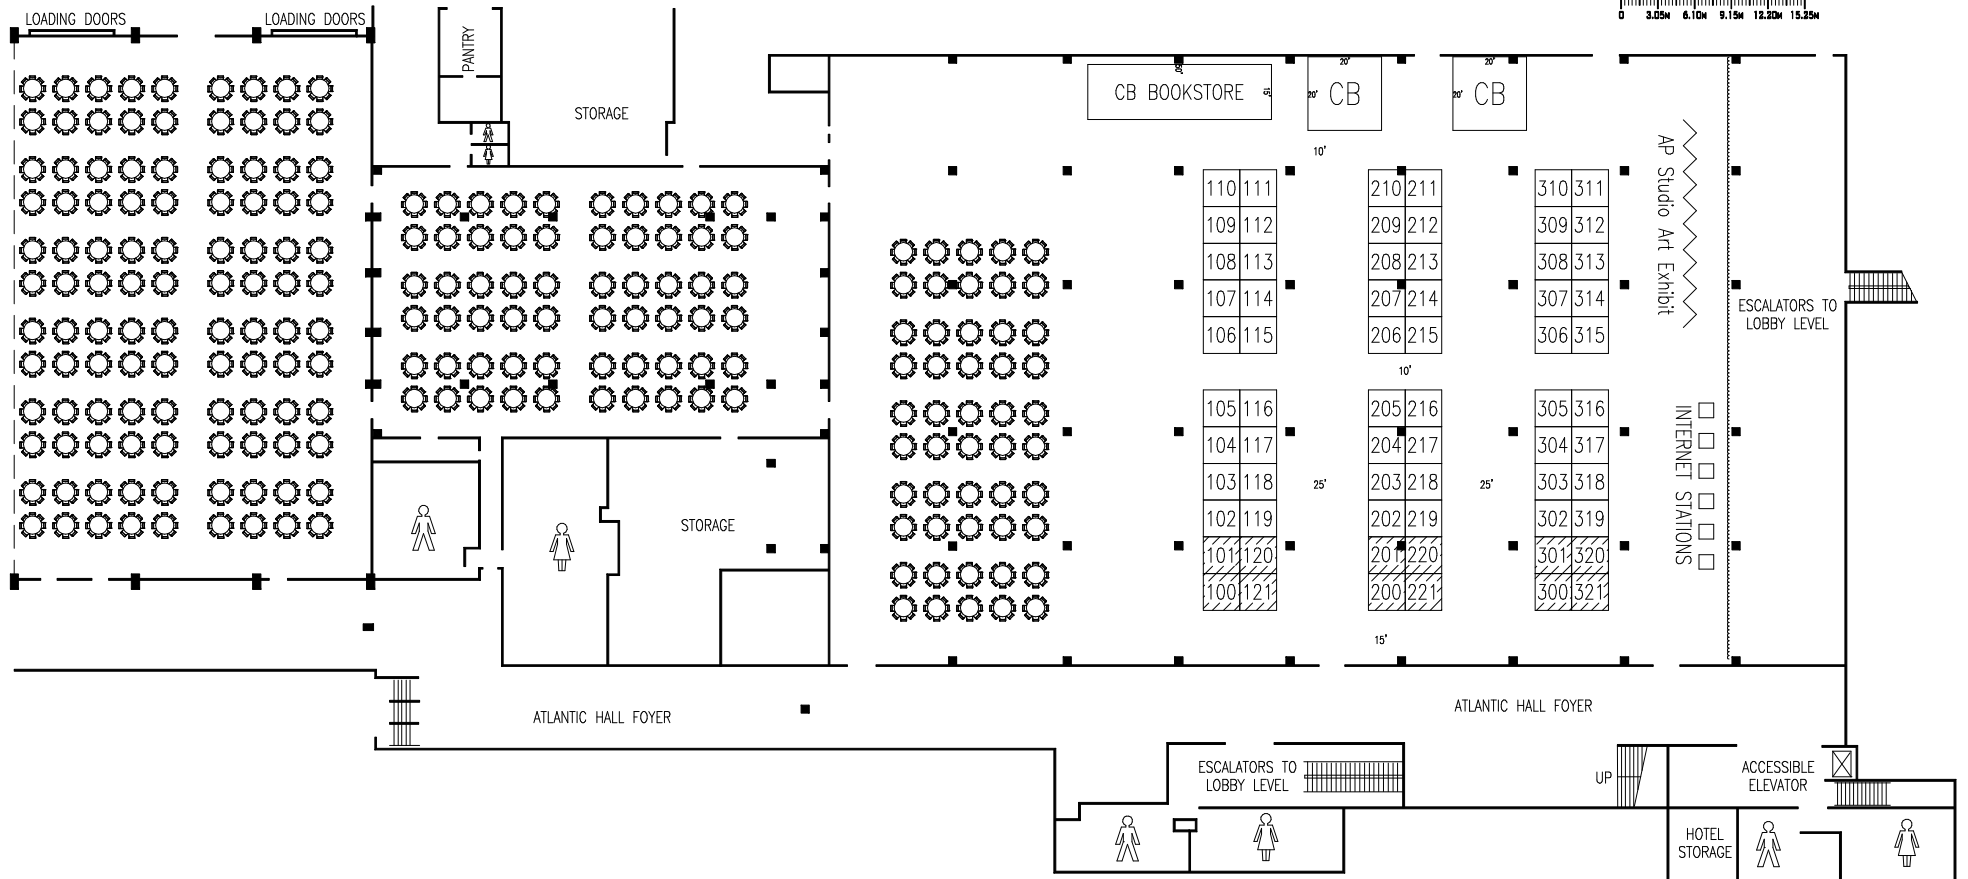 0 3.05M 6.10M 9.15M 12.20M 15.25M
LOADING DOORS
LOADING DOORS
PANTRY
STORAGE
CB BOOKSTORE
50'
15'
20'
20'
CB
20'
20'
CB
10'
AP Studio Art Exhibit
110 111
109 112
108 113
107 114
106 115
210 211
209 212
208 213
207 214
206 215
310 311
309 312
308 313
307 314
306 315
ESCALATORS TO
LOBBY LEVEL
10'
105 116
104 117
103 118
102 119
101 120
100 121
205 216
204 217
203 218
202 219
201 220
200 221
305 316
304 317
303 318
302 319
301 320
300 321
25'
25'
INTERNET STATIONS
STORAGE
15'
ATLANTIC HALL FOYER
ATLANTIC HALL FOYER
ESCALATORS TO
LOBBY LEVEL
UP
ACCESSIBLE
ELEVATOR
HOTEL
STORAGE